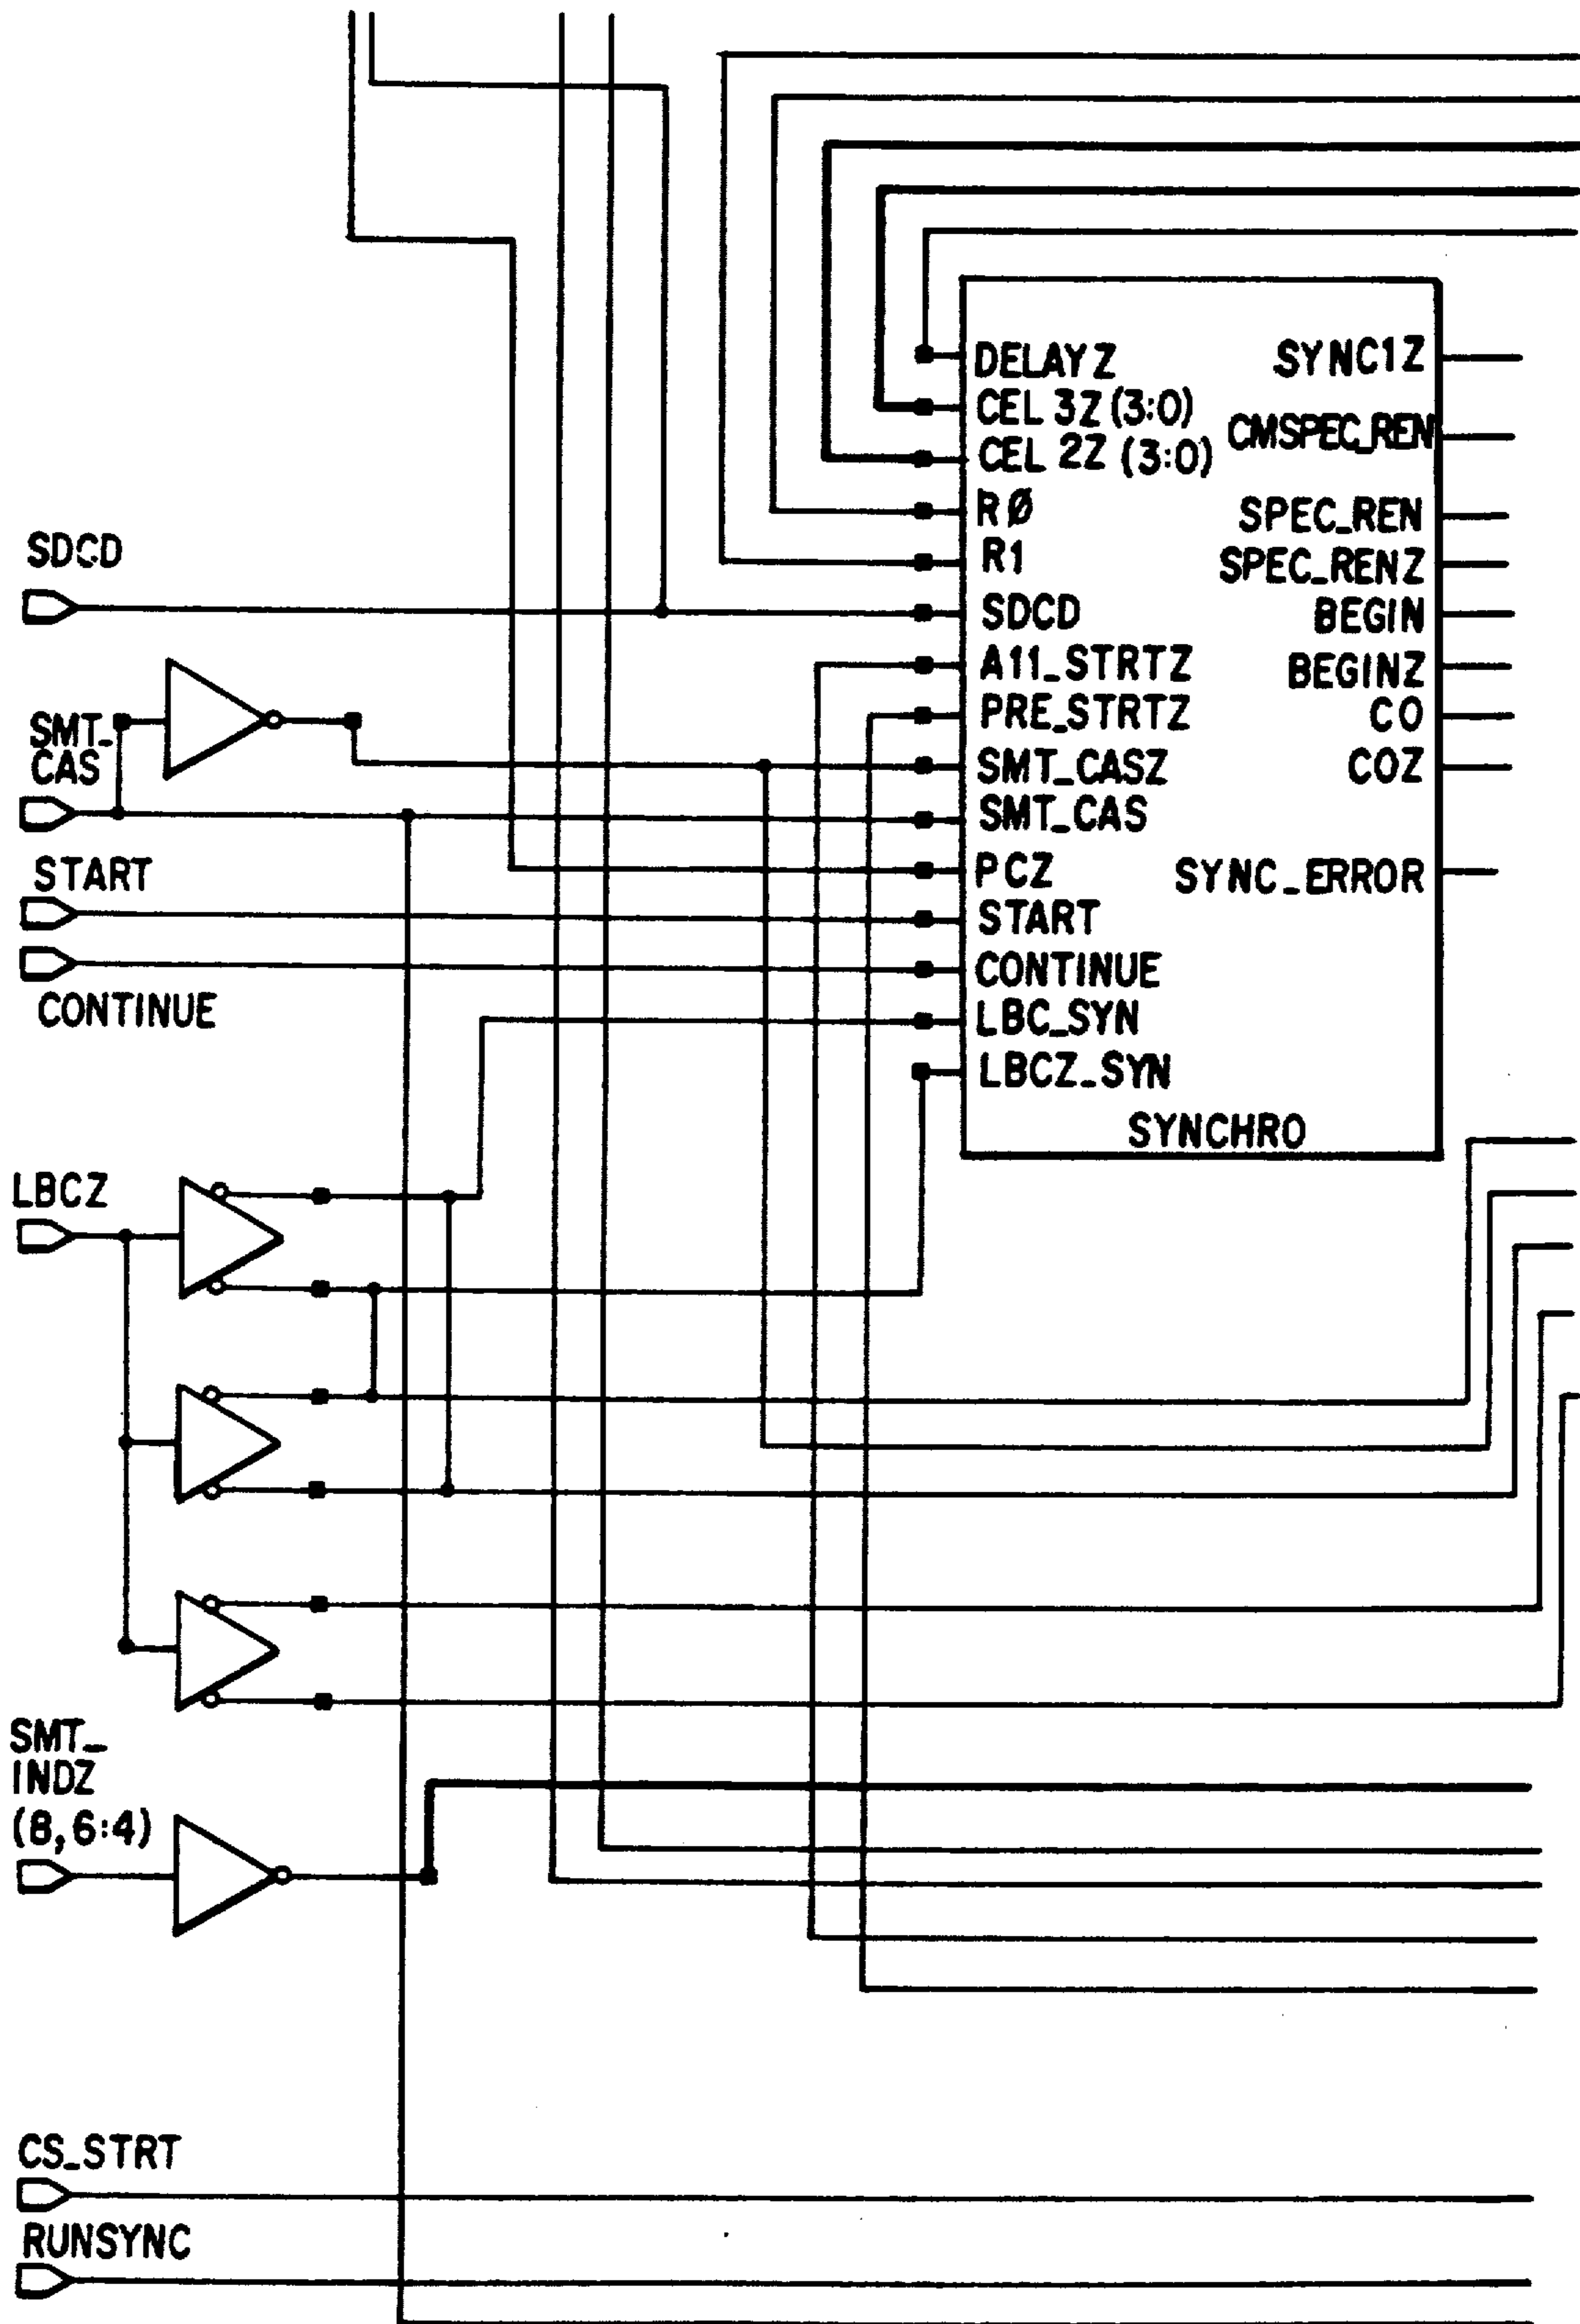 DELAYZ
SYNC1Z
CEL 3Z (3:0)
CMSPEC_REN
CEL 2Z (3:0)
RØ
SPEC_REN
R1
SPEC_RENZ
SDCD
SDCD
BEGIN
A11_STRTZ
BEGINZ
PRE_STRTZ
CO
SMT_
CAS
SMT_CASZ
COZ
SMT_CAS
START
PCZ
SYNC_ERROR
START
CONTINUE
CONTINUE
LBC_SYN
LBCZ_SYN
SYNCHRO
LBCZ
SMT_
INDZ
(8,6:4)
CS_STRT
RUNSYNC